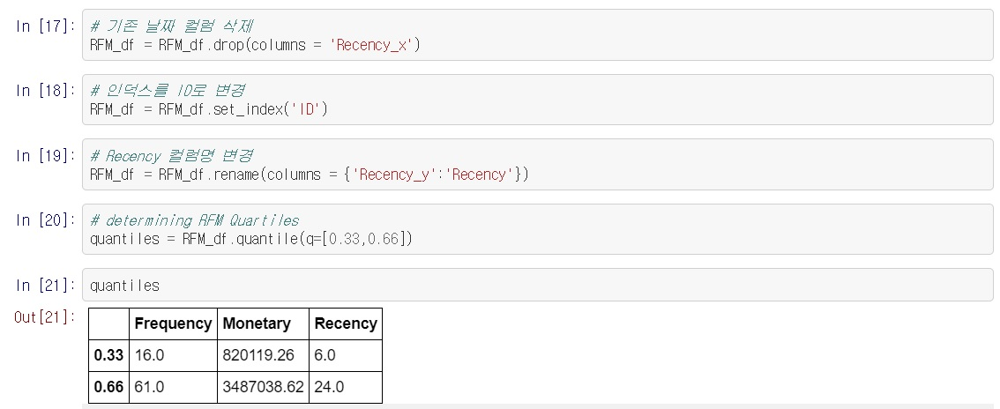 In [17]: # 기존 날짜 컬럼 삭제
RFM_df = RFM_df.drop(columns = 'Recency_x')
In [18]: # 인덱스를 ID로 변경
RFM_df = RFM_df.set_index('ID')
In [19]: # Recency 컬럼명 변경
RFM_df = RFM_df.rename(columns = {'Recency_y':'Recency'})
In [20]: # determining RFM Quartiles
quantiles = RFM_df.quantile(q=[0.33,0.66])
In [21]: quantiles
Out[21]:
Frequency Monetary Recency
0.33 16.0 820119.26 6.0
0.66 61.0 3487038.62 24.0